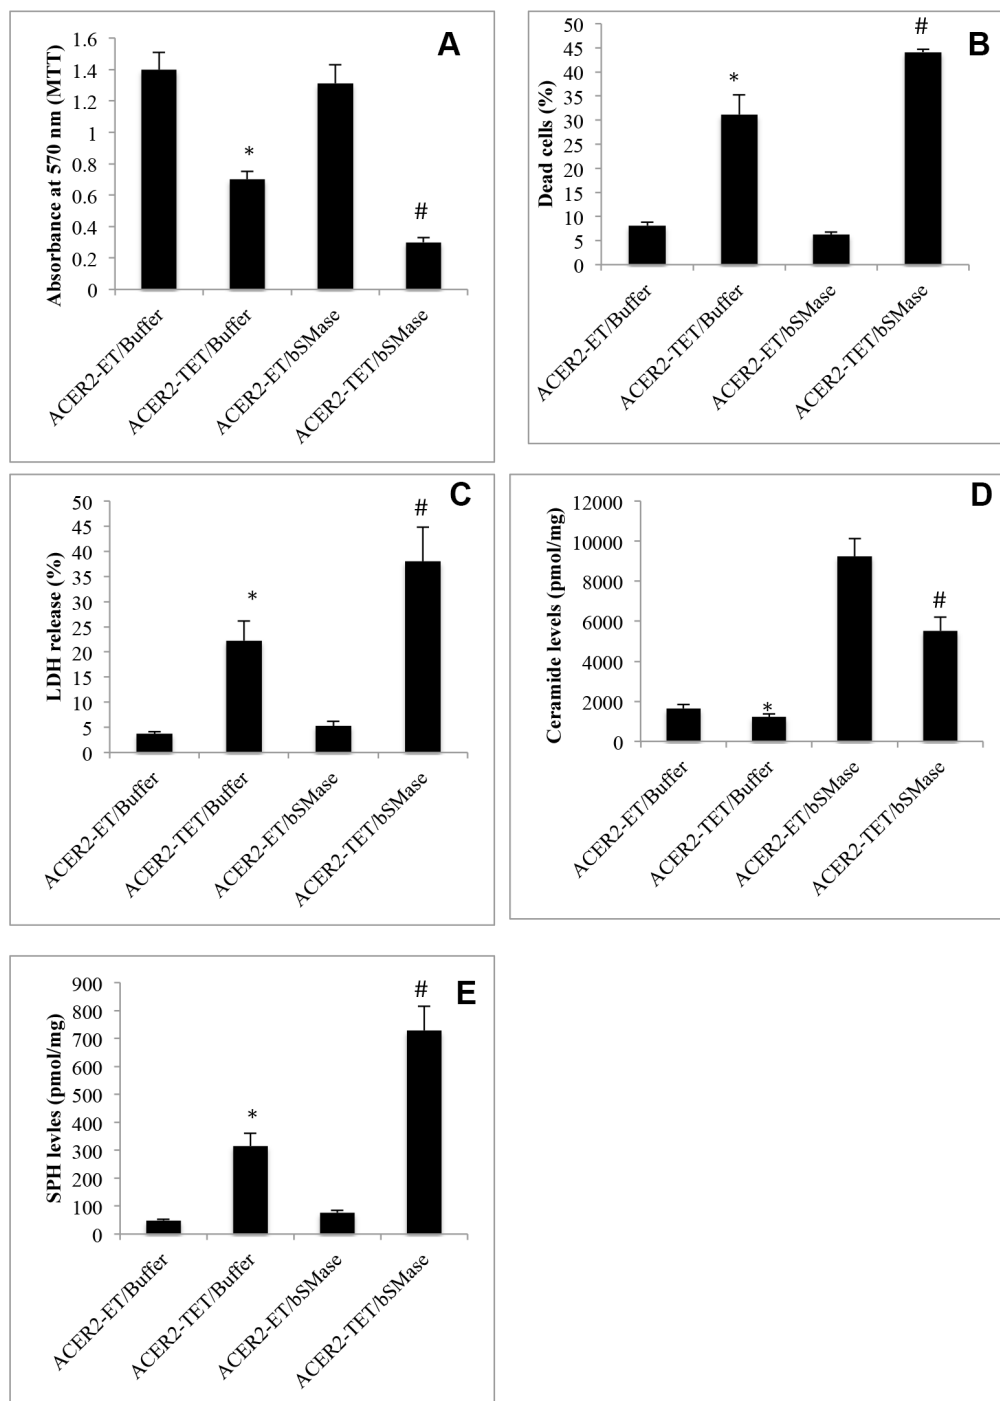 A
Absorbance at 570 nm (MTT)
1.6
1.4
1.2
1
0.8
0.6
0.4
0.2
0
*
#
ACER2-ET/Buffer
ACER2-TET/Buffer
ACER2-ET/bSMase
ACER2-TET/bSMase
B
Dead cells (%)
50
45
40
35
30
25
20
15
10
5
0
*
#
ACER2-ET/Buffer
ACER2-TET/Buffer
ACER2-ET/bSMase
ACER2-TET/bSMase
C
LDH release (%)
50
45
40
35
30
25
20
15
10
5
0
*
#
ACER2-ET/Buffer
ACER2-TET/Buffer
ACER2-ET/bSMase
ACER2-TET/bSMase
D
Ceramide levels (pmol/mg)
12000
10000
8000
6000
4000
2000
0
*
#
ACER2-ET/Buffer
ACER2-TET/Buffer
ACER2-ET/bSMase
ACER2-TET/bSMase
E
SPH levles (pmol/mg)
900
800
700
600
500
400
300
200
100
0
*
#
ACER2-ET/Buffer
ACER2-TET/Buffer
ACER2-ET/bSMase
ACER2-TET/bSMase